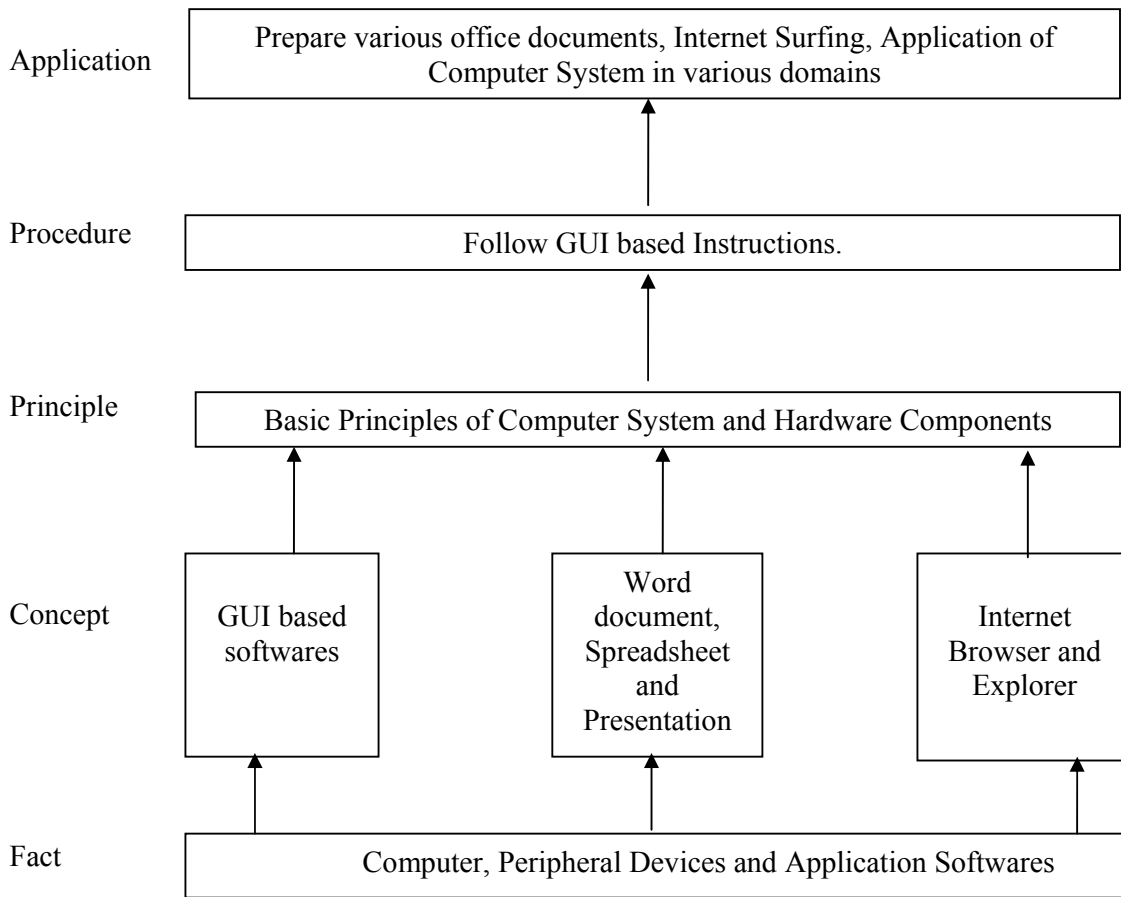 Application
Prepare various office documents, Internet Surfing, Application of
Computer System in various domains
Procedure
Follow GUI based Instructions.
Principle
Basic Principles of Computer System and Hardware Components
Concept
GUI based
softwares
Word
document,
Spreadsheet
and
Presentation
Internet
Browser and
Explorer
Fact
Computer, Peripheral Devices and Application Softwares